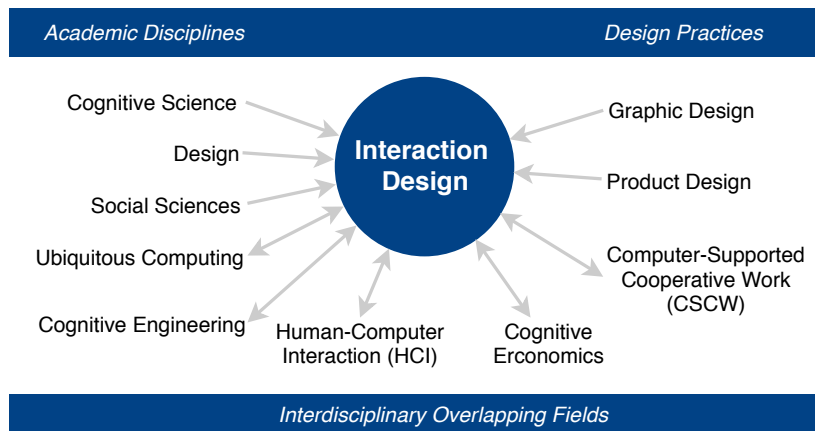 Academic Disciplines
Design Practices
Cognitive Science
Design
Social Sciences
Ubiquitous Computing
Cognitive Engineering
Interaction
Design
Graphic Design
Product Design
Computer-Supported
Cooperative Work
(CSCW)
Human-Computer
Interaction (HCI)
Cognitive
Erconomics
Interdisciplinary Overlapping Fields